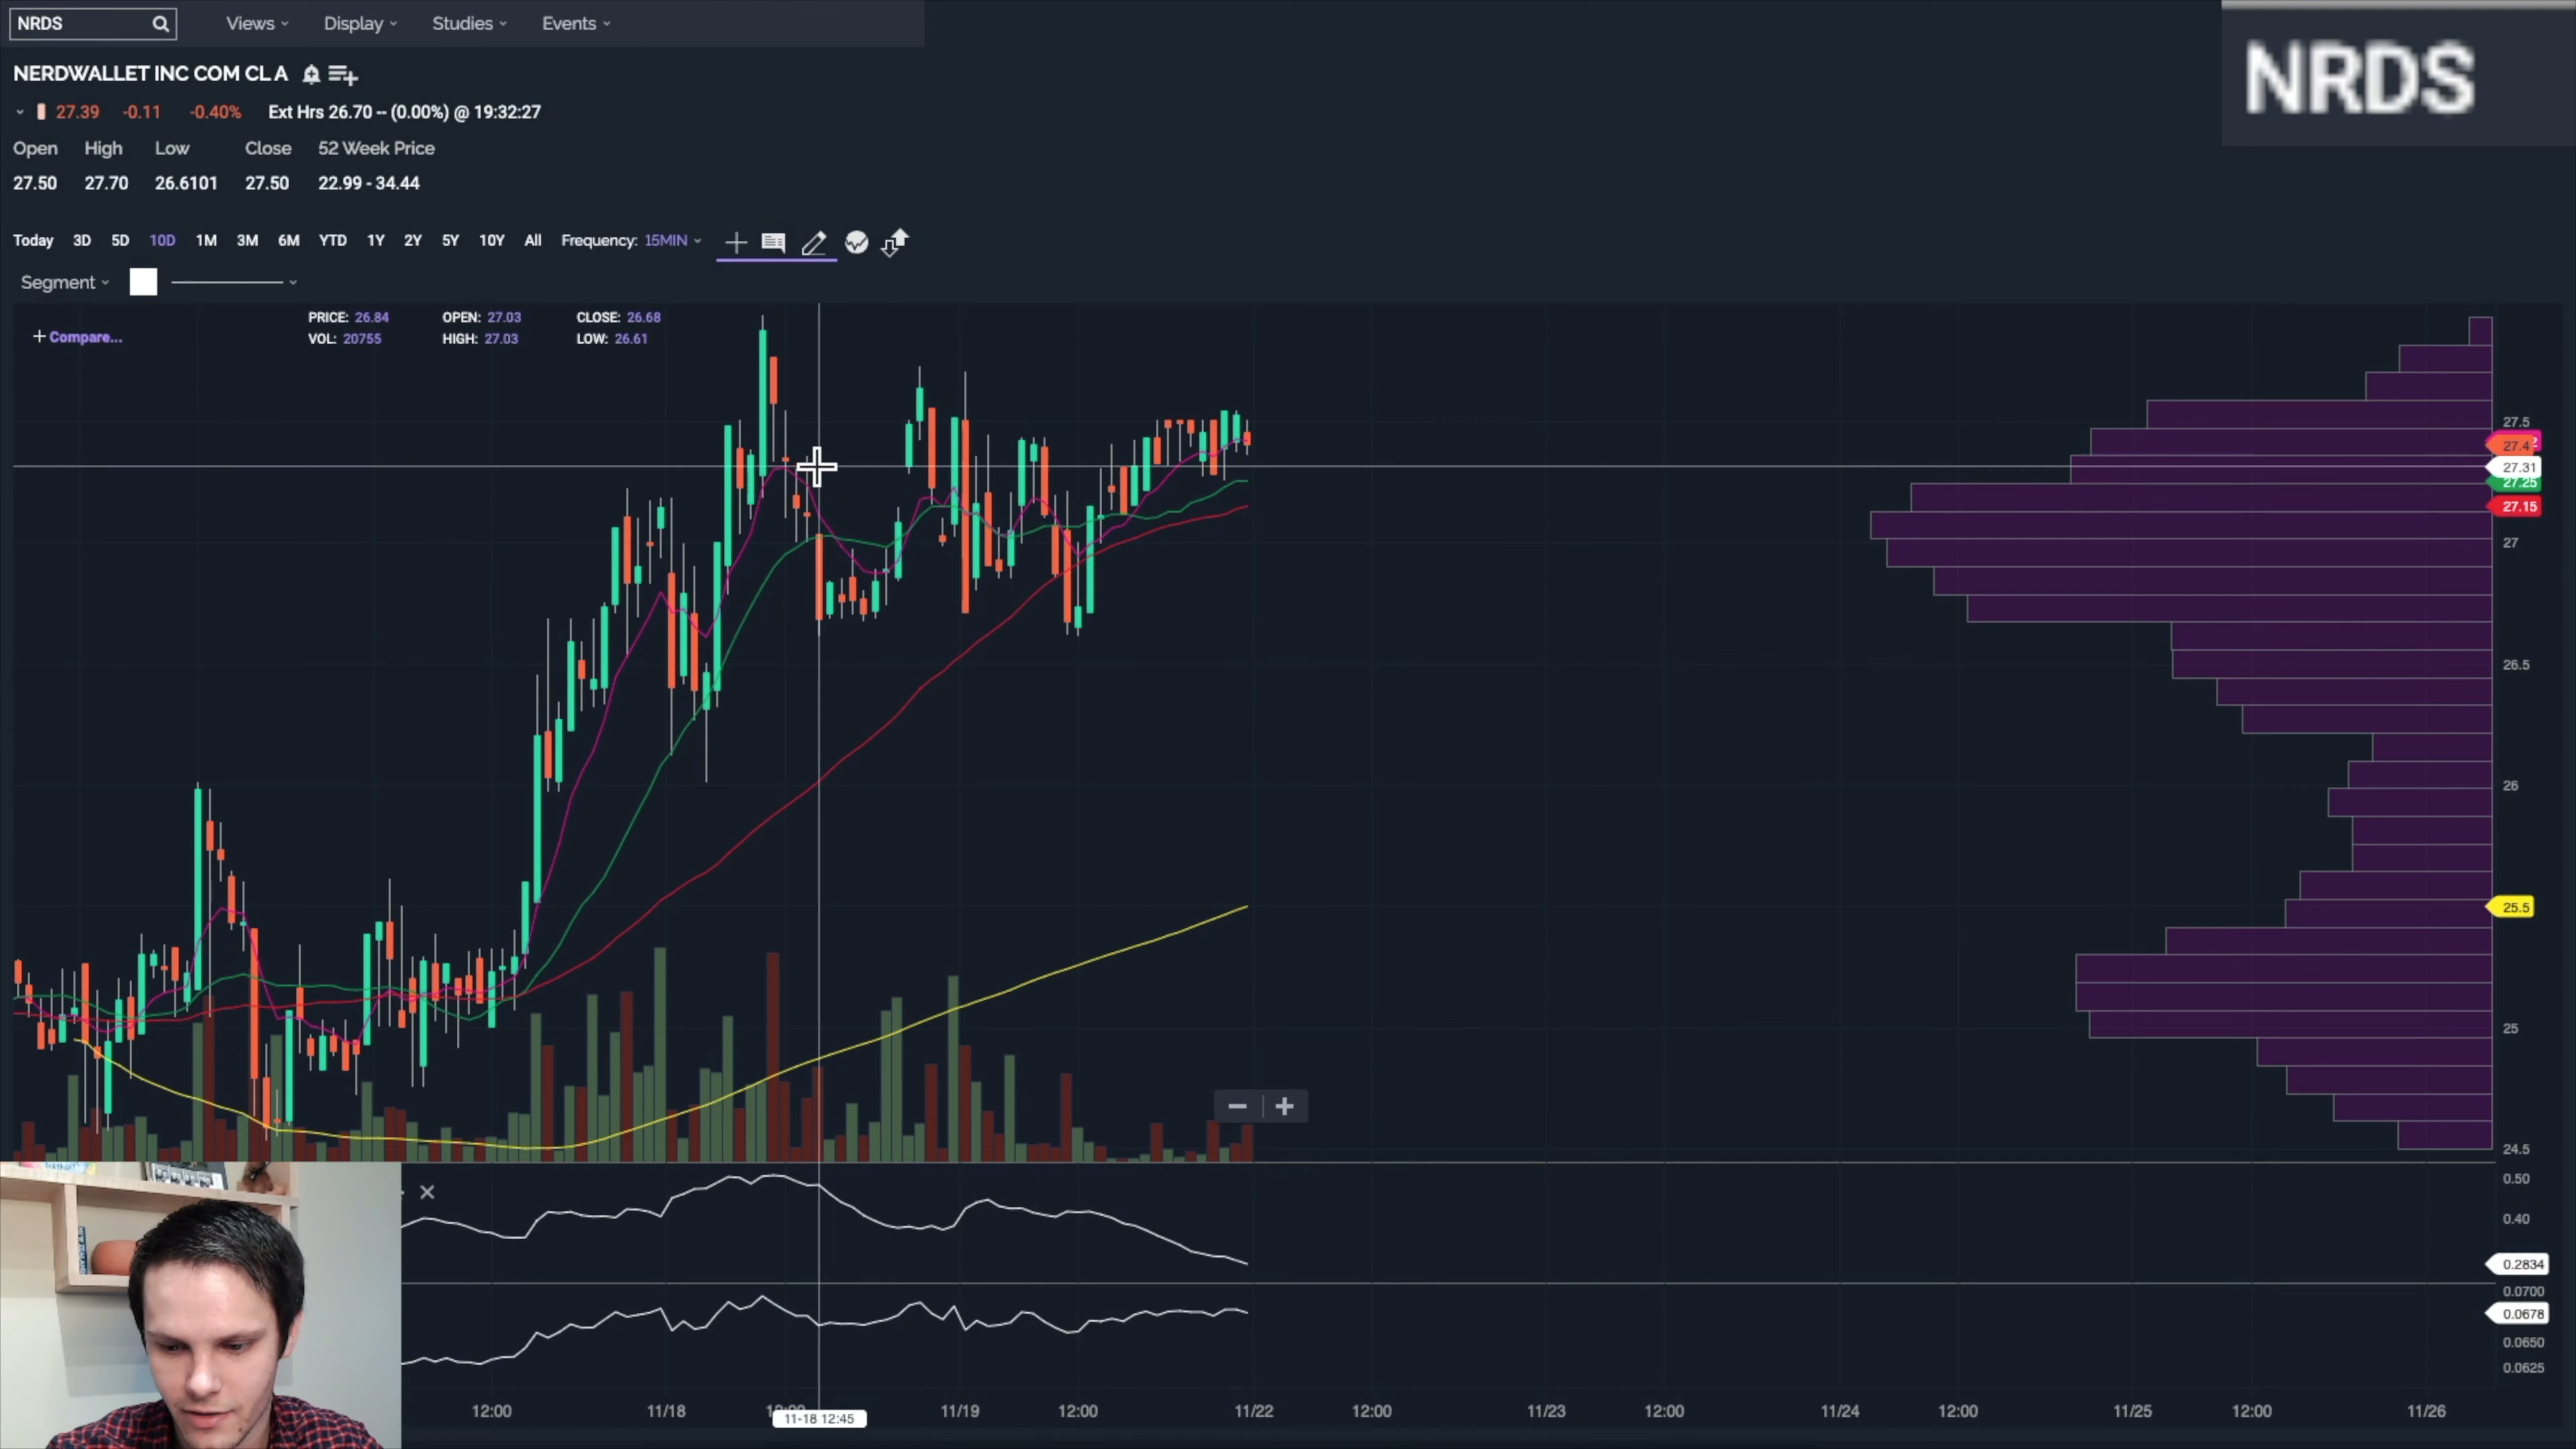 NRDS
Views
Display
Studies
Events
NRDS
NERDWALLET INC COM CL A
27.39 -0.11 -0.40% Ext Hrs 26.70 -- (0.00%) @ 19:32:27
Open High Low Close 52 Week Price
27.50 27.70 26.6101 27.50 22.99 - 34.44
Today 3D 5D 10D 1M 3M 6M YTD 1Y 2Y 5Y 10Y All Frequency: 15MIN
Segment
PRICE: 26.84 OPEN: 27.03 CLOSE: 26.68
+ Compare...
VOL: 20755 HIGH: 27.03 LOW: 26.61
27.5
27.4
27.31
27.25
27.15
27
26.5
26
25.5
25
24.5
0.50
0.40
0.2834
0.0700
0.0678
0.0650
0.0625
12:00 11/18 11/19 12:00 11/22 12:00 11/23 12:00 11/24 12:00 11/25 12:00 11/26
11-18 12:45